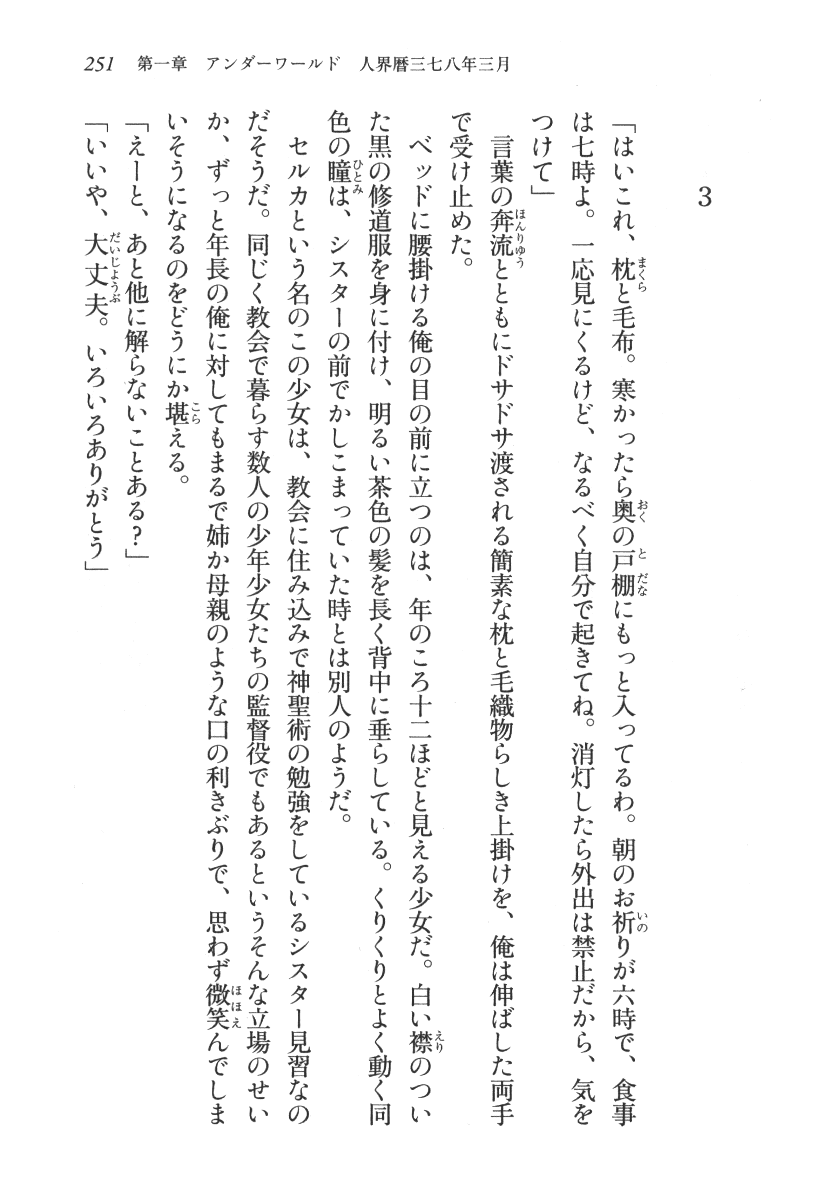 251 第一章 アンダーワールド 人界暦三七八年三月
3
「はいこれ、枕と毛布。寒かったら奥の戸棚にもっと入ってるわ。朝のお祈りが六時で、食事
は七時よ。一応見にくるけど、なるべく自分で起きてね。消灯したら外出は禁止だから、気を
つけて」
言葉の奔流とともにドサドサ渡される簡素な枕と毛織物らしき上掛けを、俺は伸ばした両手
で受け止めた。
ベッドに腰掛ける俺の目の前に立つのは、年のころ十二ほどと見える少女だ。白い襟のつい
た黒の修道服を身に付け、明るい茶色の髪を長く背中に垂らしている。くりくりとよく動く同
色の瞳は、シスターの前でかしこまっていた時とは別人のようだ。
セルカという名のこの少女は、教会に住み込みで神聖術の勉強をしているシスター見習なの
だそうだ。同じく教会で暮らす数人の少年少女たちの監督役でもあるというそんな立場のせい
か、ずっと年長の俺に対してもまるで姉か母親のような口の利きぶりで、思わず微笑んでしま
いそうになるのをどうにか堪える。
「えーと、あと他に解らないことある?」
「いいや、大丈夫。いろいろありがとう」